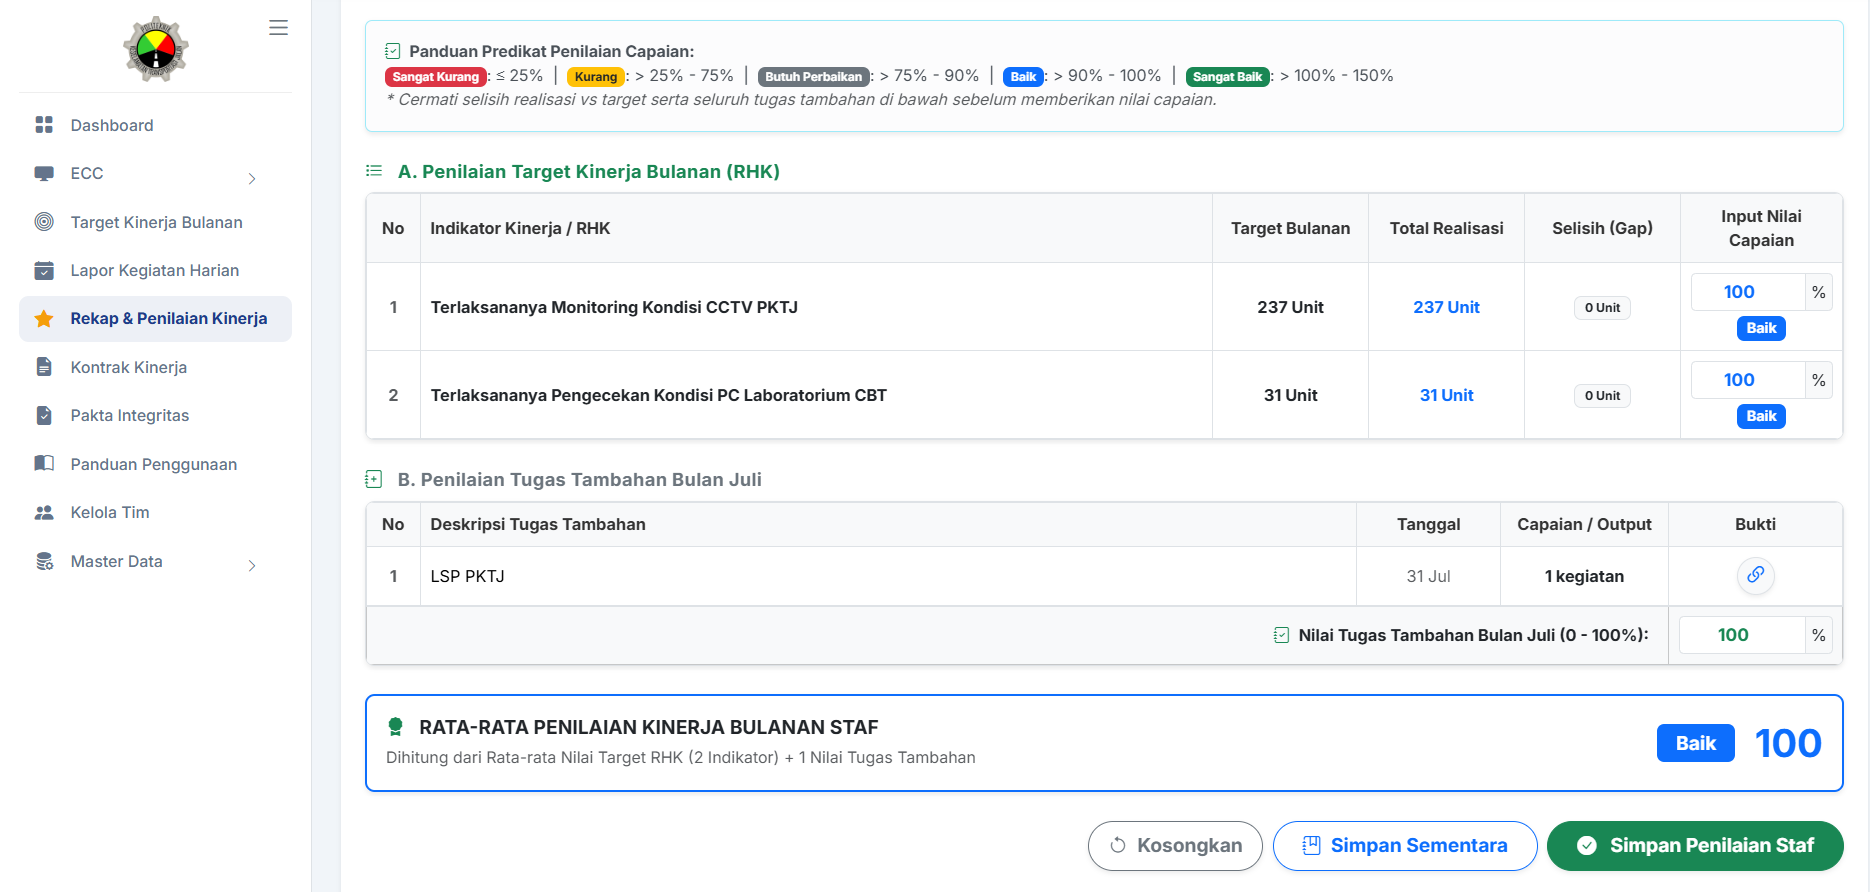 Dashboard
ECC
Target Kinerja Bulanan
Lapor Kegiatan Harian
Rekap & Penilaian Kinerja
Kontrak Kinerja
Pakta Integritas
Panduan Penggunaan
Kelola Tim
Master Data
Panduan Predikat Penilaian Capaian:
Sangat Kurang: ≤ 25% | Kurang: > 25% - 75% | Butuh Perbaikan: > 75% - 90% | Baik: > 90% - 100% | Sangat Baik: > 100% - 150%
* Cermati selisih realisasi vs target serta seluruh tugas tambahan di bawah sebelum memberikan nilai capaian.
A. Penilaian Target Kinerja Bulanan (RHK)
No Indikator Kinerja / RHK Target Bulanan Total Realisasi Selisih (Gap) Input Nilai Capaian
1 Terlaksananya Monitoring Kondisi CCTV PKTJ 237 Unit 237 Unit 0 Unit 100 %
Baik
2 Terlaksananya Pengecekan Kondisi PC Laboratorium CBT 31 Unit 31 Unit 0 Unit 100 %
Baik
B. Penilaian Tugas Tambahan Bulan Juli
No Deskripsi Tugas Tambahan Tanggal Capaian / Output Bukti
1 LSP PKTJ 31 Jul 1 kegiatan
Nilai Tugas Tambahan Bulan Juli (0 - 100%): 100 %
RATA-RATA PENILAIAN KINERJA BULANAN STAF
Dihitung dari Rata-rata Nilai Target RHK (2 Indikator) + 1 Nilai Tugas Tambahan
Baik 100
Kosongkan
Simpan Sementara
Simpan Penilaian Staf